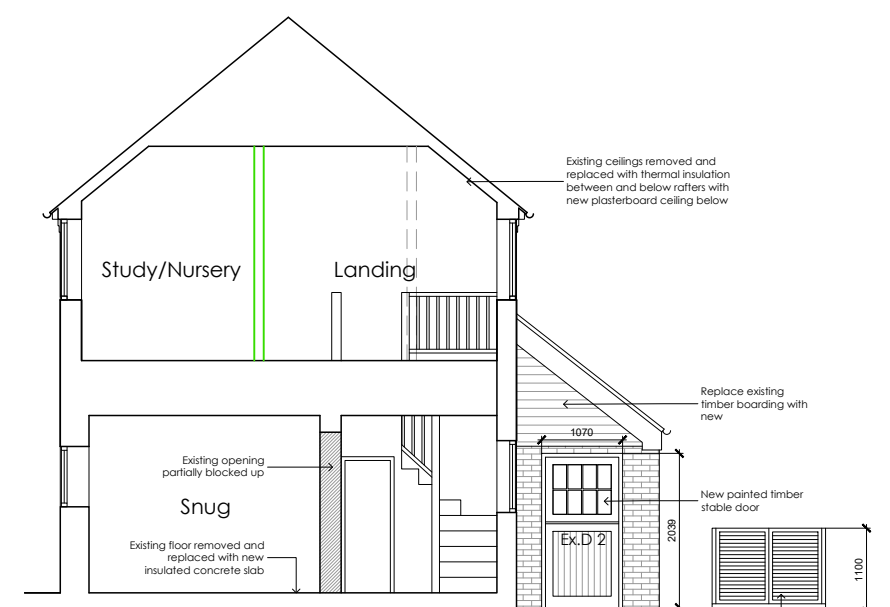 Existing ceilings removed and
replaced with thermal insulation
between and below rafters with
new plasterboard ceiling below
Study/Nursery
Landing
Replace existing
timber boarding with
new
1070
Existing opening
partially blocked up
New painted timber
stable door
Snug
Ex.D 2
2039
Existing floor removed and
replaced with new
insulated concrete slab
1100